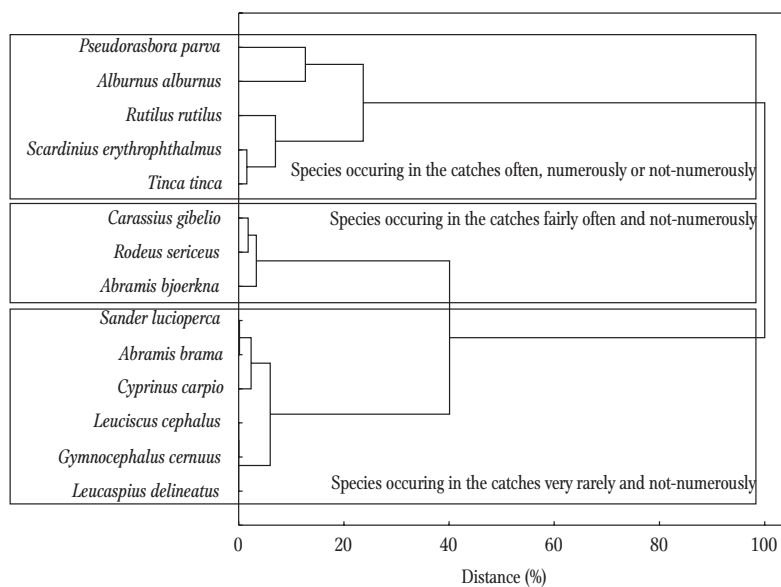 Pseudorasbora parva
Alburnus alburnus
Rutilus rutilus
Scardinius erythrophthalmus
Species occuring in the catches often, numerously or not-numerously
Tinca tinca
Carassius gibelio
Species occuring in the catches fairly often and not-numerously
Rodeus sericeus
Abramis bjoerkna
Sander lucioperca
Abramis brama
Cyprinus carpio
Leuciscus cephalus
Gymnocephalus cernuus
Species occuring in the catches very rarely and not-numerously
Leucaspius delineatus
0 20 40 60 80 100
Distance (%)